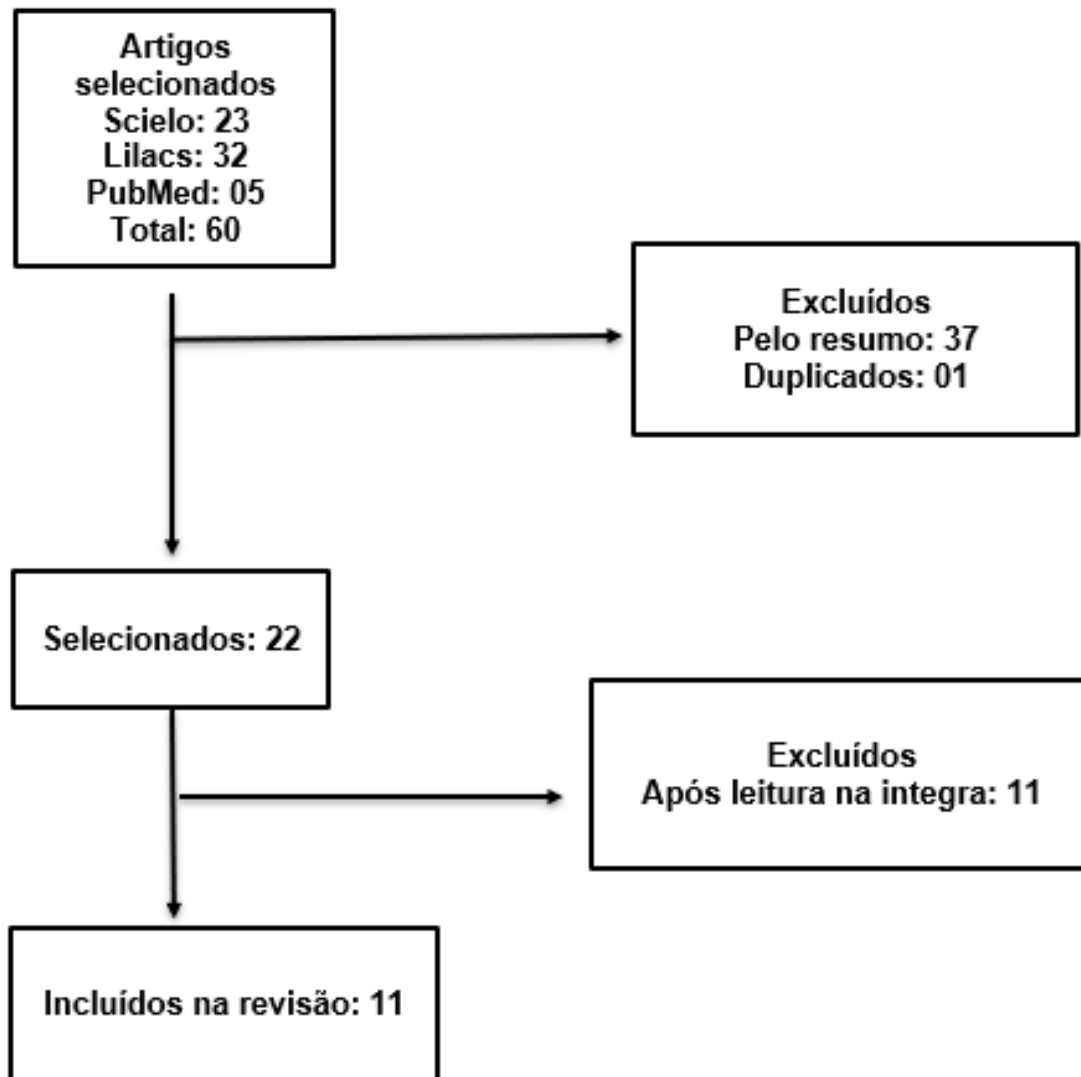 Artigos
selecionados
Scielo: 23
Lilacs: 32
PubMed: 05
Total: 60
Excluídos
Pelo resumo: 37
Duplicados: 01
Selecionados: 22
Excluídos
Após leitura na integra: 11
Incluídos na revisão: 11